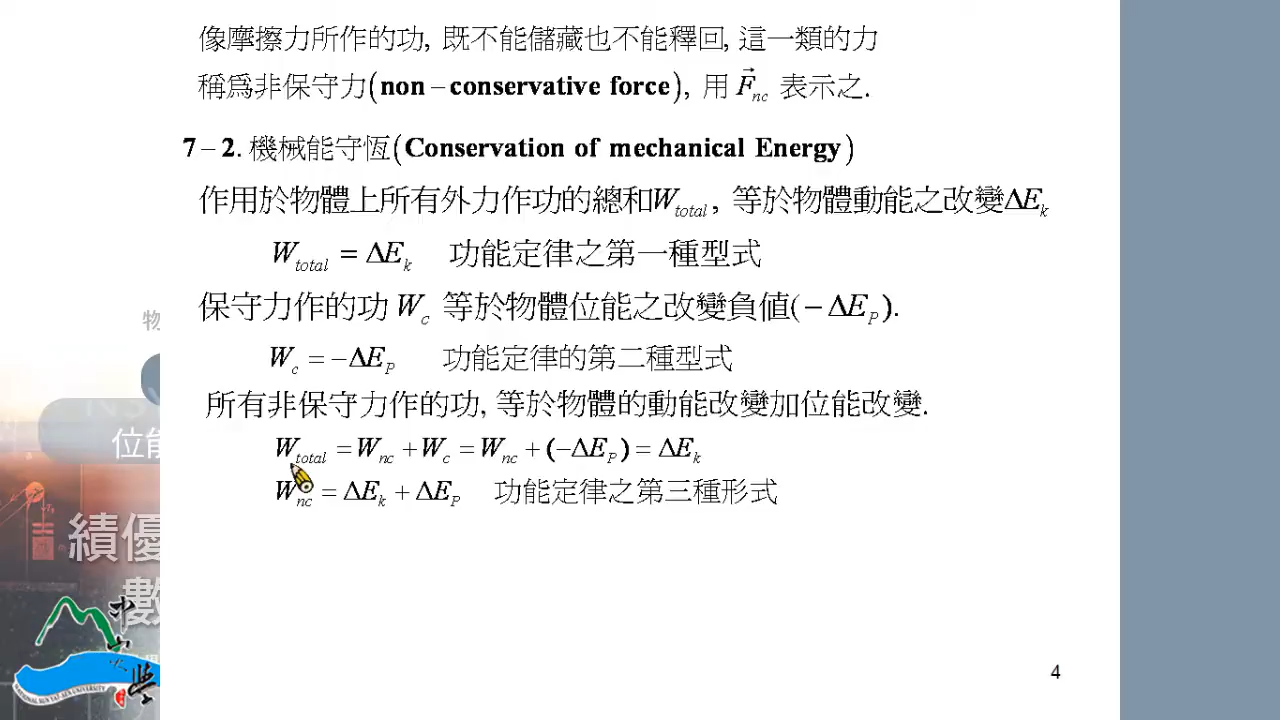 像摩擦力所作的功, 既不能儲藏也不能釋回, 這一類的力
稱爲非保守力(non－conservative force), 用 F⃗nc 表示之.
7－2. 機械能守恆(Conservation of mechanical Energy)
作用於物體上所有外力作功的總和Wtotal, 等於物體動能之改變ΔEk
Wtotal = ΔEk 功能定律之第一種型式
保守力作的功 Wc 等於物體位能之改變負值(－ΔEP).
Wc = －ΔEP 功能定律的第二種型式
所有非保守力作的功, 等於物體的動能改變加位能改變.
Wtotal = Wnc + Wc = Wnc + (－ΔEP) = ΔEk
Wnc = ΔEk + ΔEP 功能定律之第三種形式
物
位能
績優
數
4